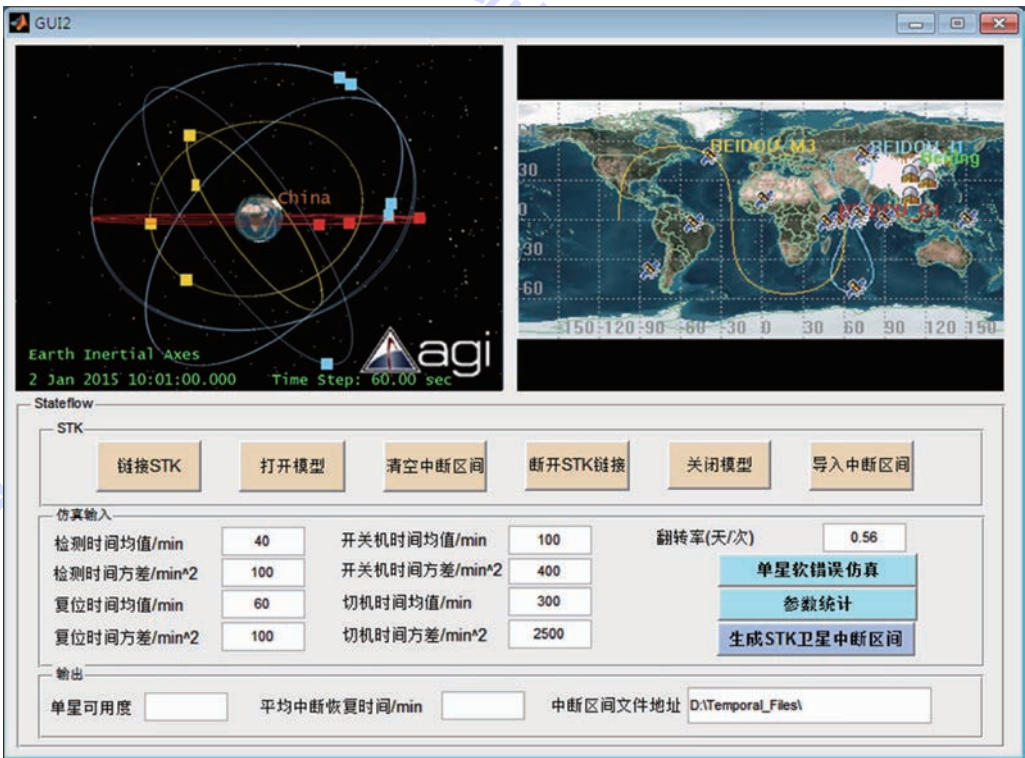 GUI2
China
agi
Earth Inertial Axes
2 Jan 2015 10:01:00.000 Time Step: 60.00 sec
BEIDOU_M3
BEIDOU_I1
Beijing
30
0
30
60
150 120 90 60 30 0 30 60 90 120 150
Stateflow
STK
链接STK 打开模型 清空中断区间 断开STK链接 关闭模型 导入中断区间
仿真输入
检测时间均值/min 40 开关机时间均值/min 100 翻转率(天/次) 0.56
检测时间方差/min^2 100 开关机时间方差/min^2 400 单星软错误仿真
复位时间均值/min 60 切机时间均值/min 300 参数统计
复位时间方差/min^2 100 切机时间方差/min^2 2500 生成STK卫星中断区间
输出
单星可用度 平均中断恢复时间/min 中断区间文件地址 D:\Temporal_Files\